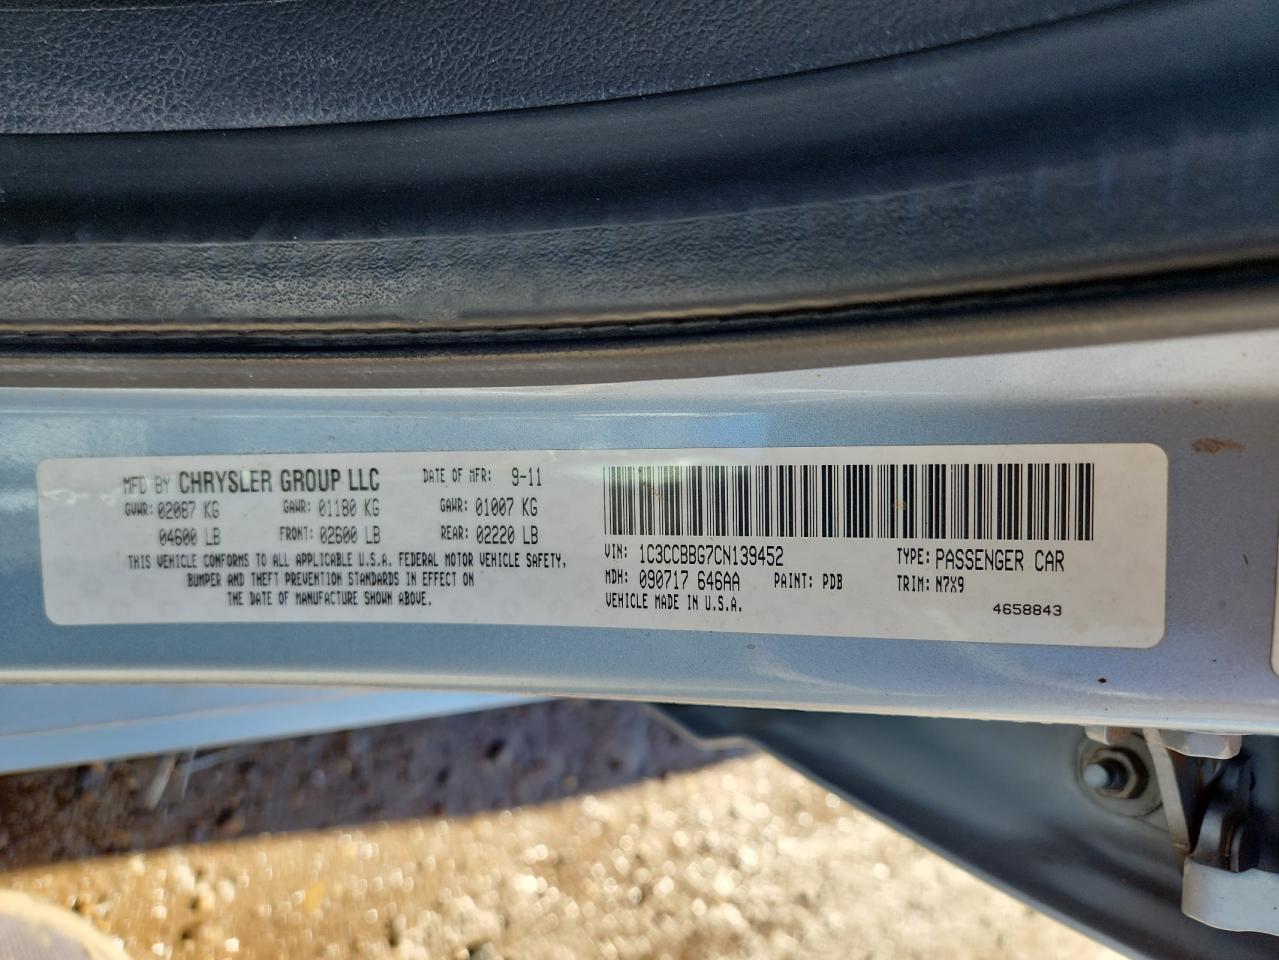 MFD BY CHRYSLER GROUP LLC DATE OF MFR: 9-11
GVWR: 02087 KG GAWR: 01180 KG GAWR: 01007 KG
04600 LB FRONT: 02600 LB REAR: 02220 LB
THIS VEHICLE CONFORMS TO ALL APPLICABLE U.S.A. FEDERAL MOTOR VEHICLE SAFETY,
BUMPER AND THEFT PREVENTION STANDARDS IN EFFECT ON
THE DATE OF MANUFACTURE SHOWN ABOVE.
VIN: 1C3CCBBG7CN139452 TYPE: PASSENGER CAR
MDH: 090717 646AA PAINT: PDB TRIM: N7X9
VEHICLE MADE IN U.S.A. 4658843